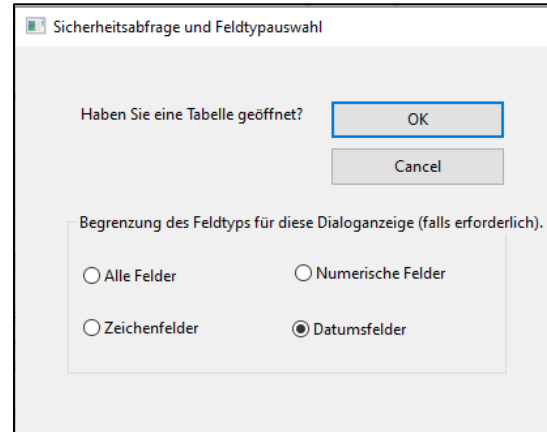 Sicherheitsabfrage und Feldtypauswahl
Haben Sie eine Tabelle geöffnet?
OK
Cancel
Begrenzung des Feldtyps für diese Dialoganzeige (falls erforderlich).
Alle Felder
Numerische Felder
Zeichenfelder
Datumsfelder